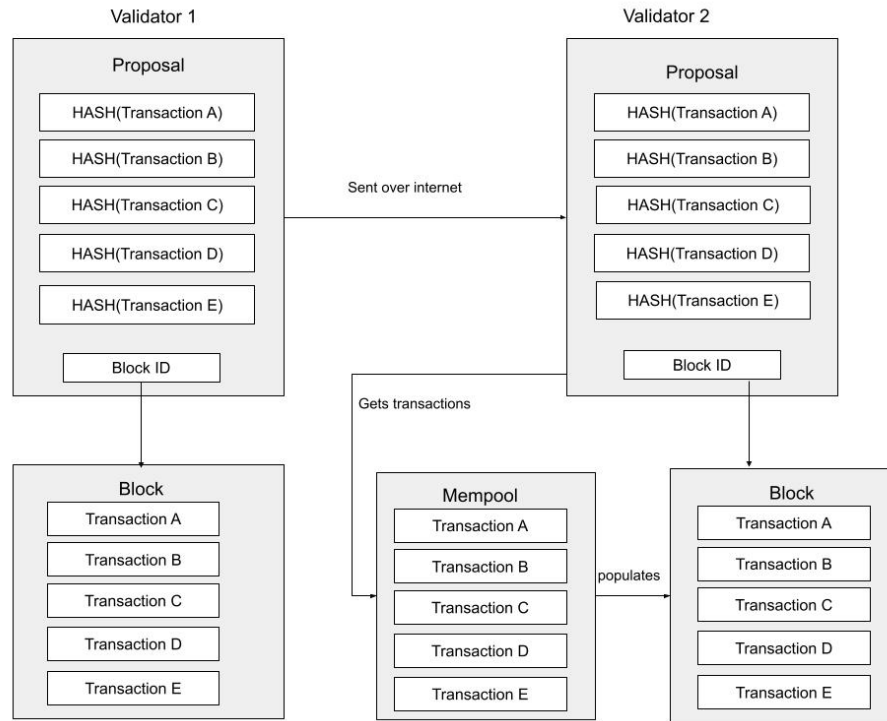 Validator 1
Validator 2
Proposal
HASH(Transaction A)
HASH(Transaction B)
HASH(Transaction C)
HASH(Transaction D)
HASH(Transaction E)
Block ID
Sent over internet
Proposal
HASH(Transaction A)
HASH(Transaction B)
HASH(Transaction C)
HASH(Transaction D)
HASH(Transaction E)
Block ID
Gets transactions
Block
Transaction A
Transaction B
Transaction C
Transaction D
Transaction E
Mempool
Transaction A
Transaction B
Transaction C
Transaction D
Transaction E
populates
Block
Transaction A
Transaction B
Transaction C
Transaction D
Transaction E